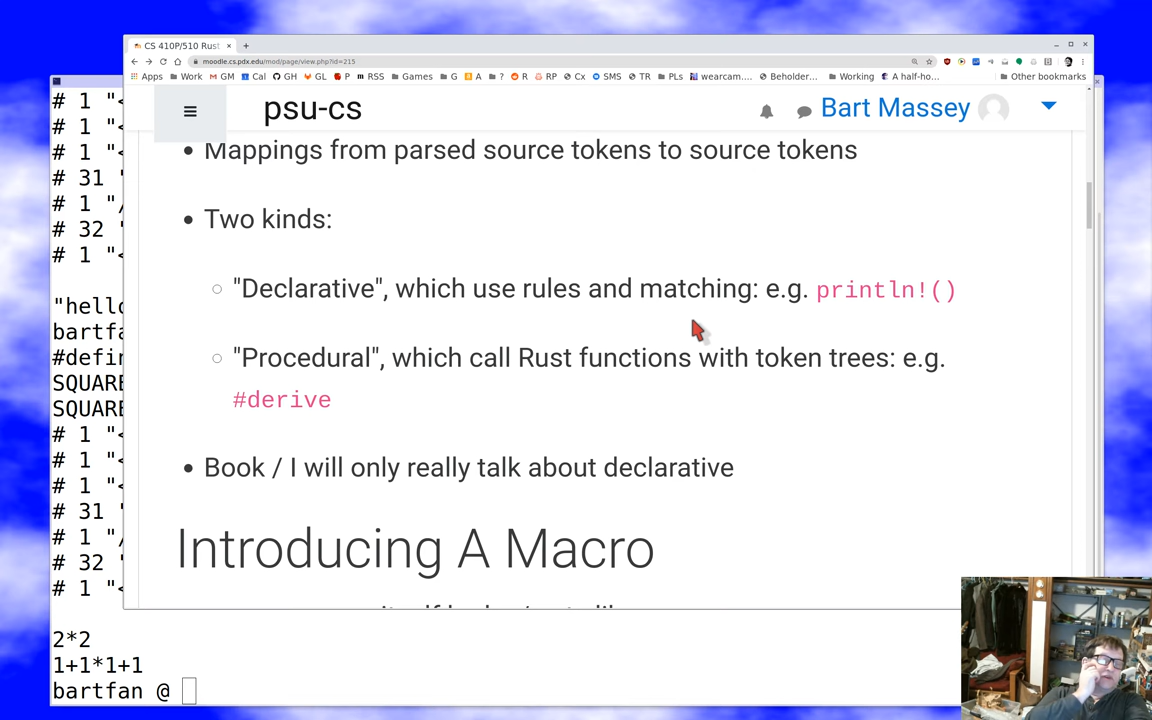 CS 410P/510 Rust
moodle.cs.pdx.edu/mod/page/view.php?id=215
Apps Work GM Cal GH GL P RSS Games G A ? R RP Cx SMS TR PLs wearcam.... Beholder... Working A half-ho... Other bookmarks
psu-cs
Bart Massey
Mappings from parsed source tokens to source tokens
Two kinds:
"Declarative", which use rules and matching: e.g. println!()
"Procedural", which call Rust functions with token trees: e.g.
#derive
Book / I will only really talk about declarative
Introducing A Macro
# 1 "<
# 1 "
# 1 "<
# 31 "
# 1 "/
# 32 "
# 1 "<
"hello
bartfa
#defin
SQUARE
SQUARE
# 1 "<
# 1 "
# 1 "<
# 31 "
# 1 "/
# 32 "
# 1 "<
2*2
1+1*1+1
bartfan @